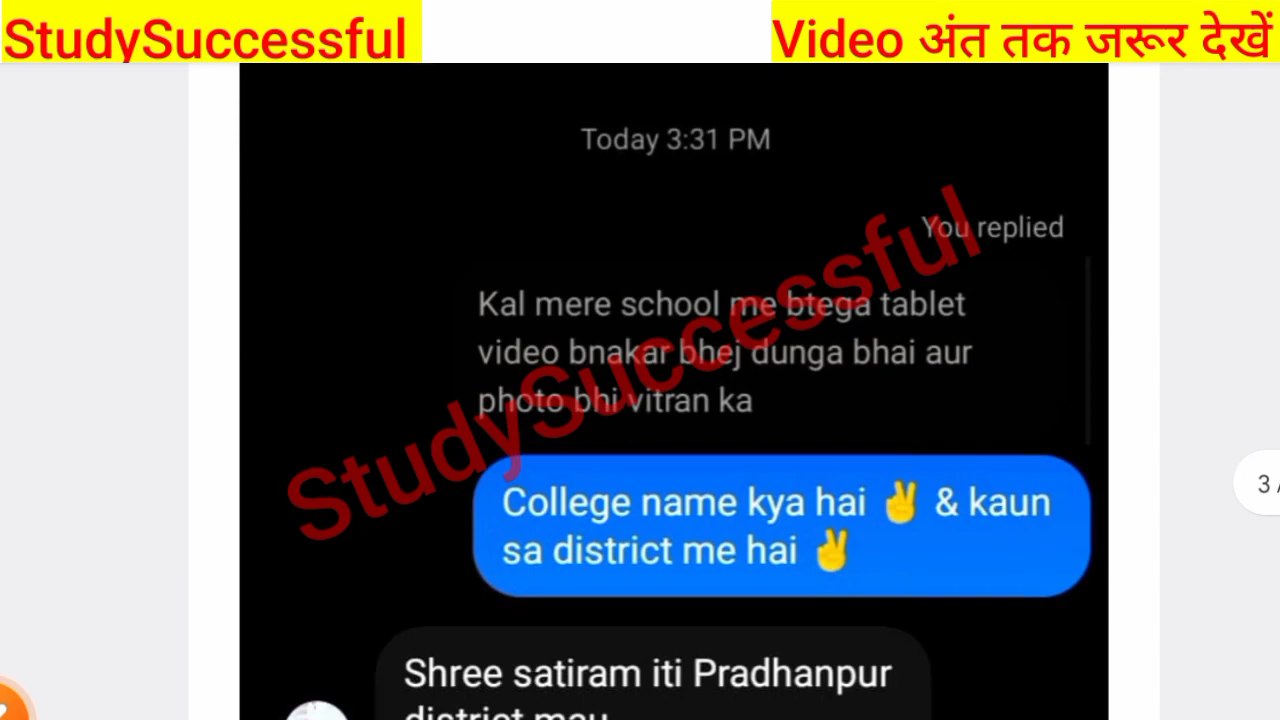 StudySuccessful
Video अंत तक जरूर देखें
Today 3:31 PM
You replied
Kal mere school me btega tablet
video bnakar bhej dunga bhai aur
photo bhi vitran ka
StudySuccessful
College name kya hai ✌ & kaun
sa district me hai ✌
3 /
Shree satiram iti Pradhanpur
district mau